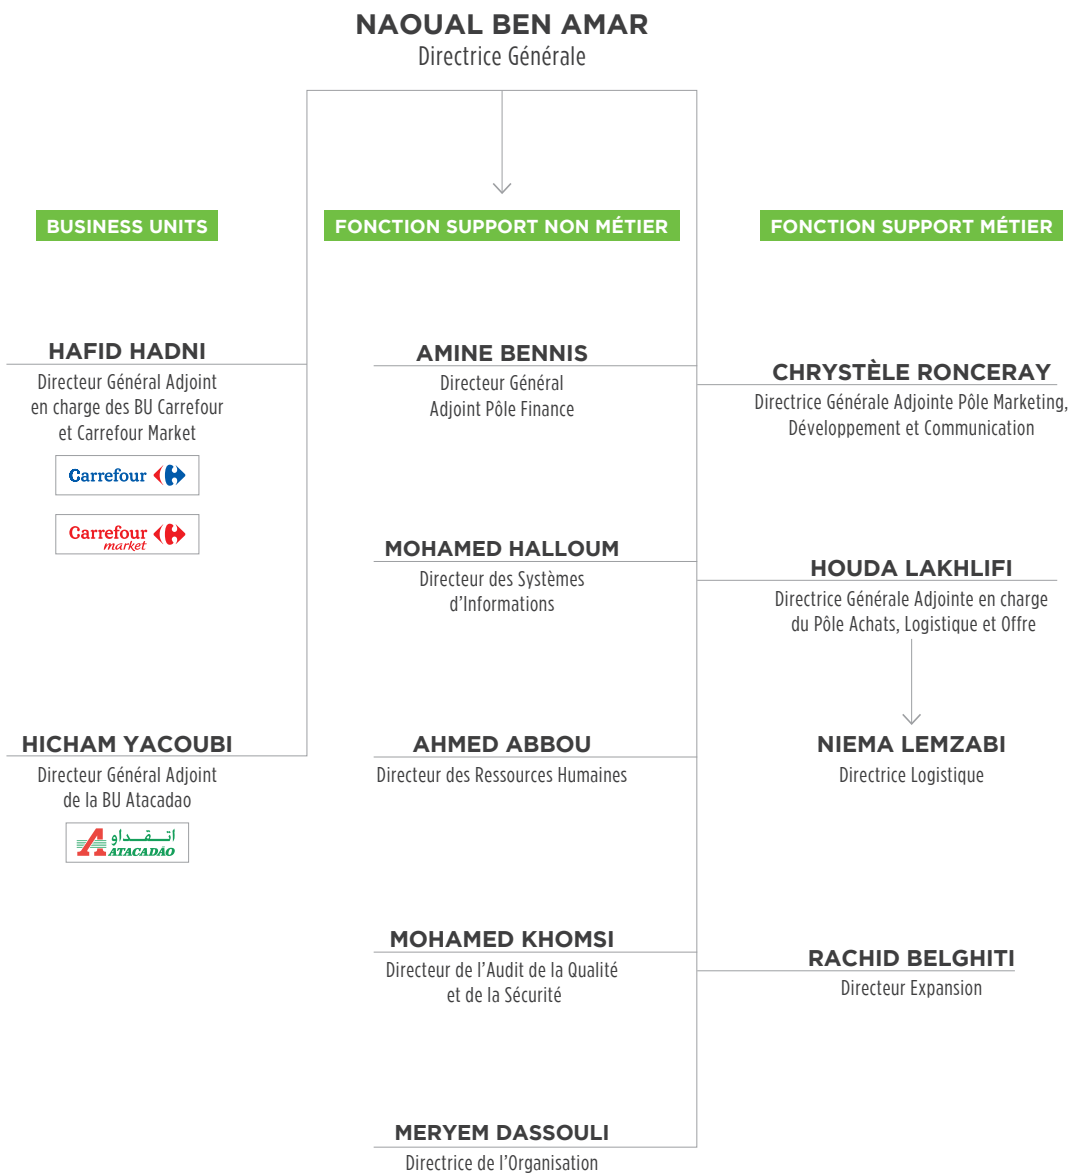 NAOUAL BEN AMAR
Directrice Générale
BUSINESS UNITS
HAFID HADNI
Directeur Général Adjoint
en charge des BU Carrefour
et Carrefour Market
Carrefour
Carrefour
market
HICHAM YACOUBI
Directeur Général Adjoint
de la BU Atacadao
اتـــقـــداو
ATACADÃO
FONCTION SUPPORT NON MÉTIER
AMINE BENNIS
Directeur Général
Adjoint Pôle Finance
MOHAMED HALLOUM
Directeur des Systèmes
d’Informations
AHMED ABBOU
Directeur des Ressources Humaines
MOHAMED KHOMSI
Directeur de l’Audit de la Qualité
et de la Sécurité
MERYEM DASSOULI
Directrice de l’Organisation
FONCTION SUPPORT MÉTIER
CHRYSTÈLE RONCERAY
Directrice Générale Adjointe Pôle Marketing,
Développement et Communication
HOUDA LAKHLIFI
Directrice Générale Adjointe en charge
du Pôle Achats, Logistique et Offre
NIEMA LEMZABI
Directrice Logistique
RACHID BELGHITI
Directeur Expansion